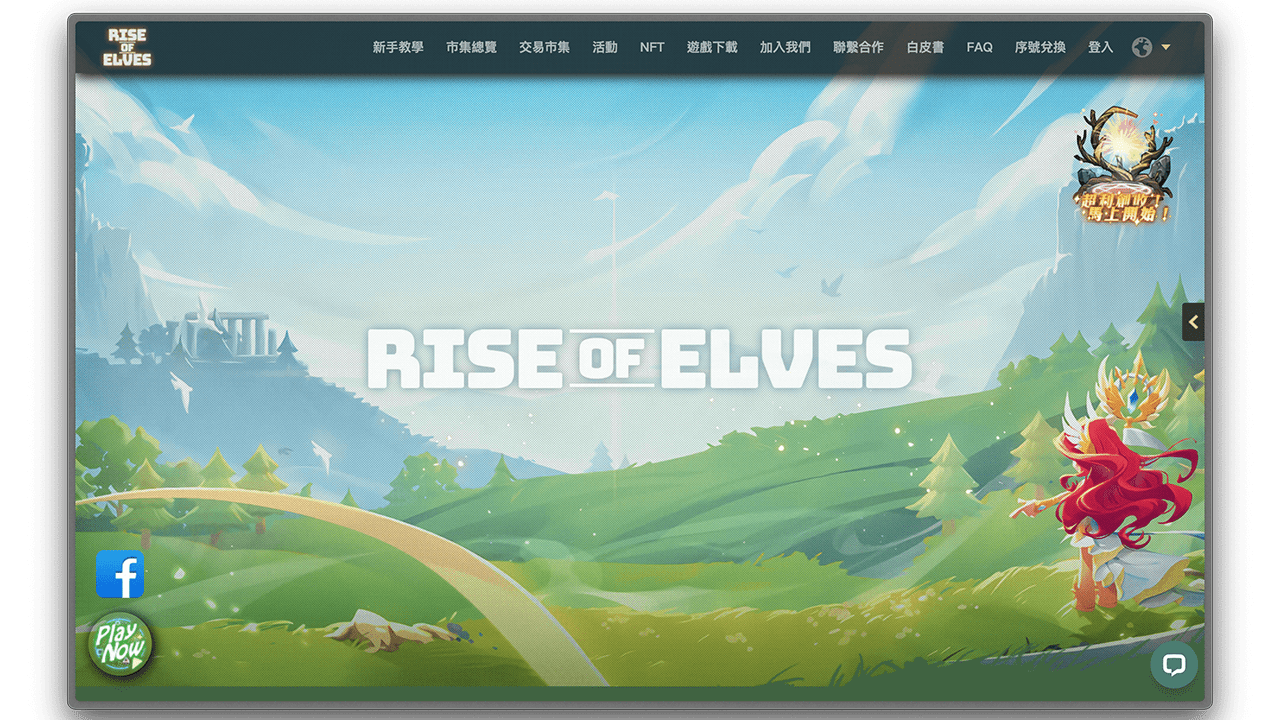 RISE
OF
ELVES
新手教學 市集總覽 交易市集 活動 NFT 遊戲下載 加入我們 聯繫合作 白皮書 FAQ 序號兌換 登入
超利創收!
馬上開始!
RISE OF ELVES
Play
Now